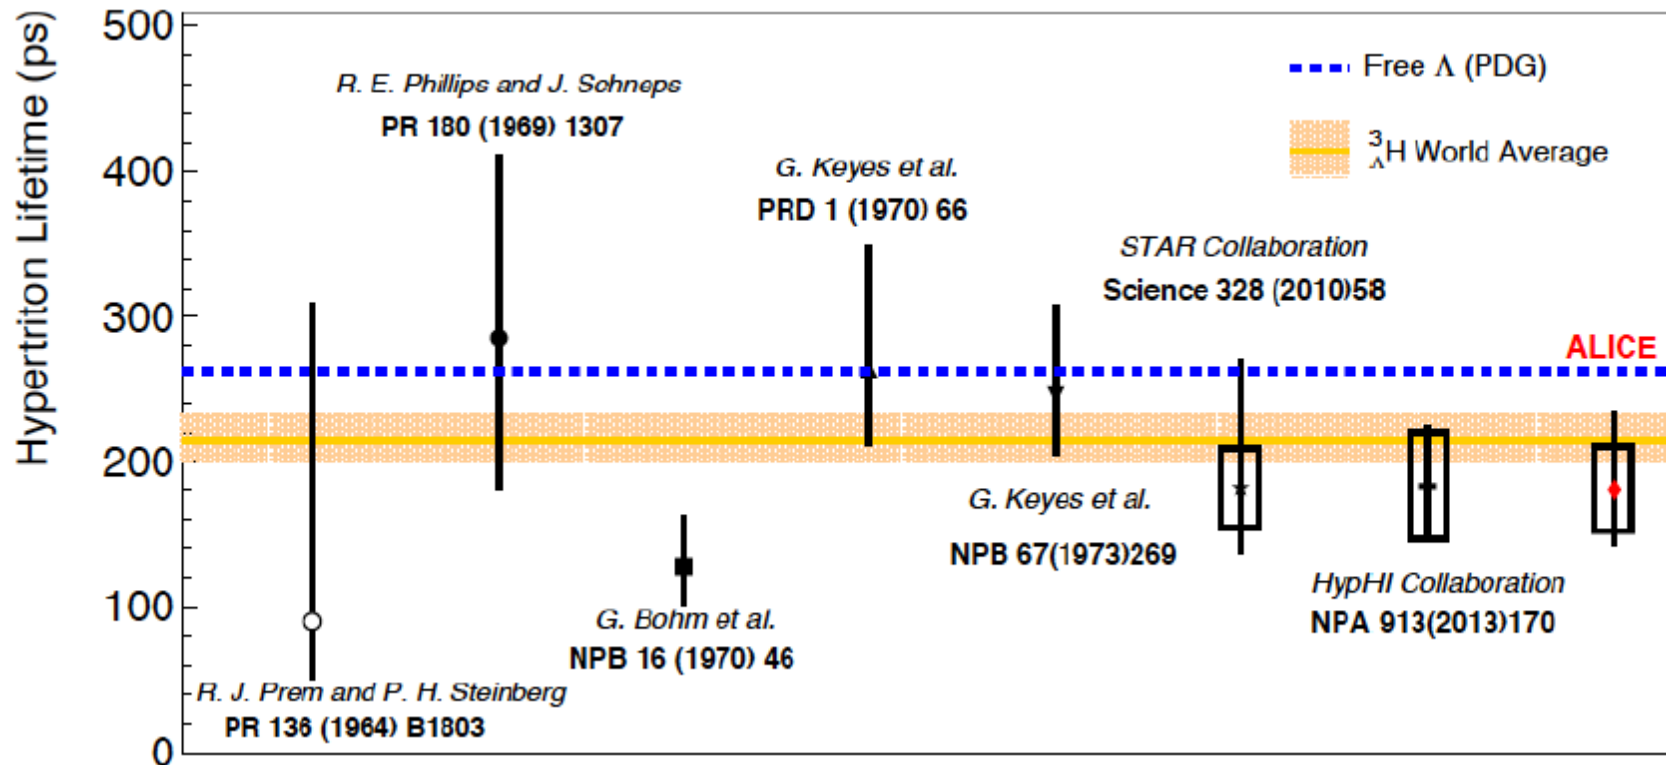 Hypertriton Lifetime (ps)
500
400
300
200
100
0
R. E. Phillips and J. Schneps
PR 180 (1969) 1307
G. Keyes et al.
PRD 1 (1970) 66
Free Λ (PDG)
³ΛH World Average
STAR Collaboration
Science 328 (2010)58
ALICE
G. Keyes et al.
NPB 67(1973)269
HypHI Collaboration
NPA 913(2013)170
G. Bohm et al.
NPB 16 (1970) 46
R. J. Prem and P. H. Steinberg
PR 136 (1964) B1803